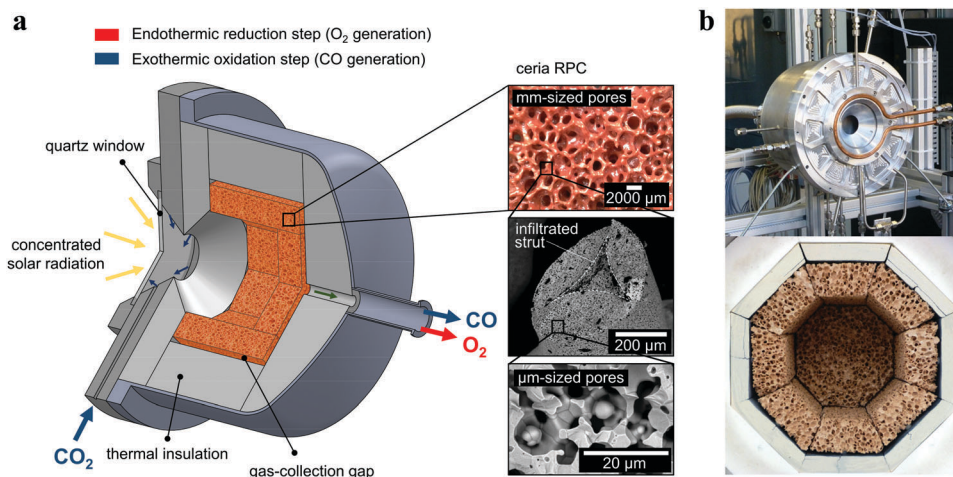 a
Endothermic reduction step (O₂ generation)
Exothermic oxidation step (CO generation)
quartz window
concentrated
solar radiation
CO₂
thermal insulation
gas-collection gap
CO
O₂
ceria RPC
mm-sized pores
2000 μm
infiltrated
strut
200 μm
μm-sized pores
20 μm
b